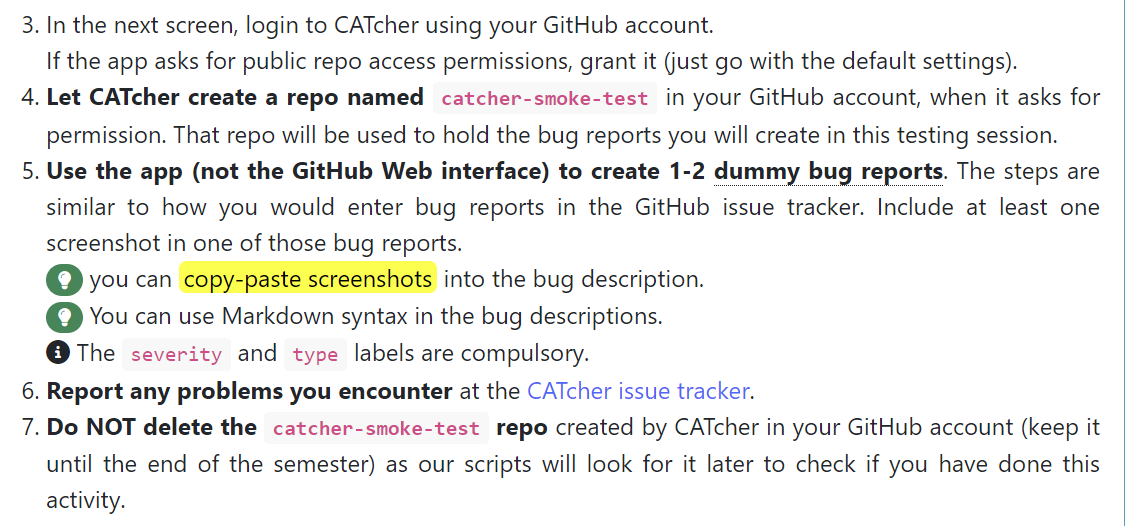 3. In the next screen, login to CATcher using your GitHub account.
If the app asks for public repo access permissions, grant it (just go with the default settings).
4. Let CATcher create a repo named catcher-smoke-test in your GitHub account, when it asks for
permission. That repo will be used to hold the bug reports you will create in this testing session.
5. Use the app (not the GitHub Web interface) to create 1-2 dummy bug reports. The steps are
similar to how you would enter bug reports in the GitHub issue tracker. Include at least one
screenshot in one of those bug reports.
you can copy-paste screenshots into the bug description.
You can use Markdown syntax in the bug descriptions.
The severity and type labels are compulsory.
6. Report any problems you encounter at the CATcher issue tracker.
7. Do NOT delete the catcher-smoke-test repo created by CATcher in your GitHub account (keep it
until the end of the semester) as our scripts will look for it later to check if you have done this
activity.